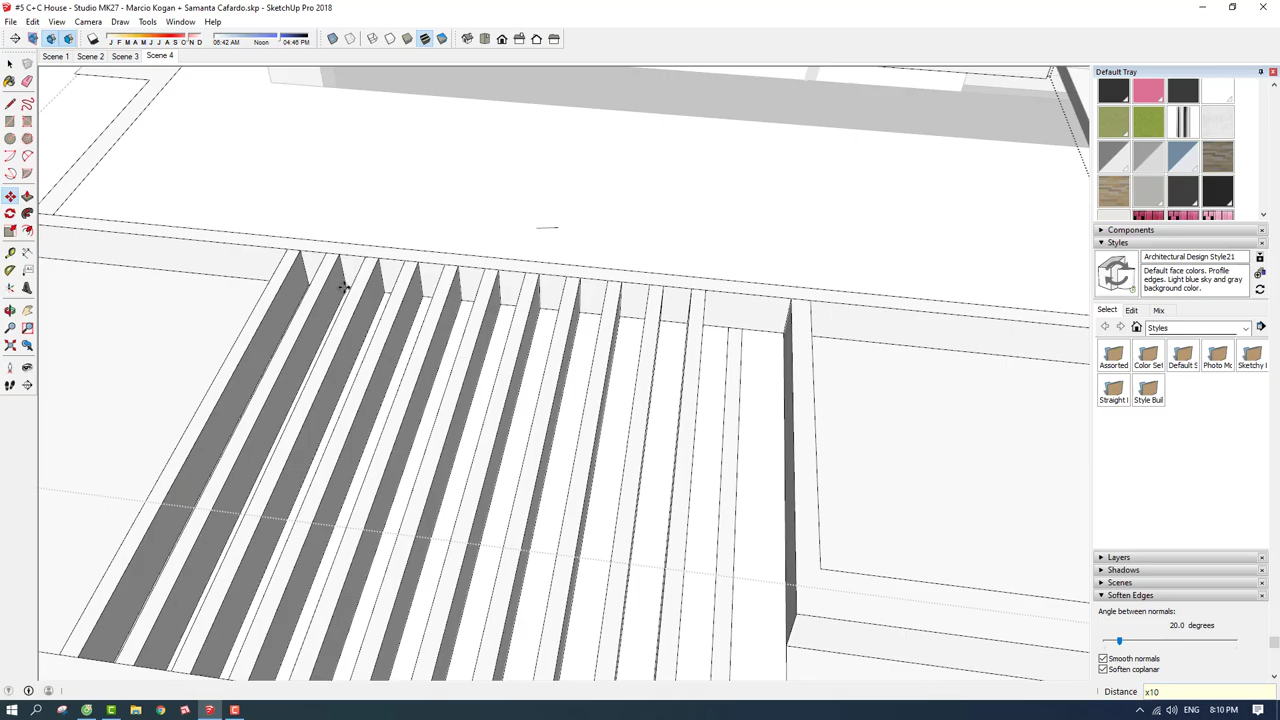 #5 C+C House - Studio MK27 - Marcio Kogan + Samanta Cafardo.skp - SketchUp Pro 2018
File Edit View Camera Draw Tools Window Help
J F M A M J J A S O N D 06:42 AM Noon 04:46 PM
Scene 1 Scene 2 Scene 3 Scene 4
Default Tray
Components
Styles
Architectural Design Style21
Default face colors. Profile
edges. Light blue sky and gray
background color.
Select Edit Mix
Styles
Assorted Color Set Default S Photo Mo Sketchy I
Straight I Style Buil
Layers
Shadows
Scenes
Soften Edges
Angle between normals:
20.0 degrees
Smooth normals
Soften coplanar
Distance x10
ENG 8:10 PM